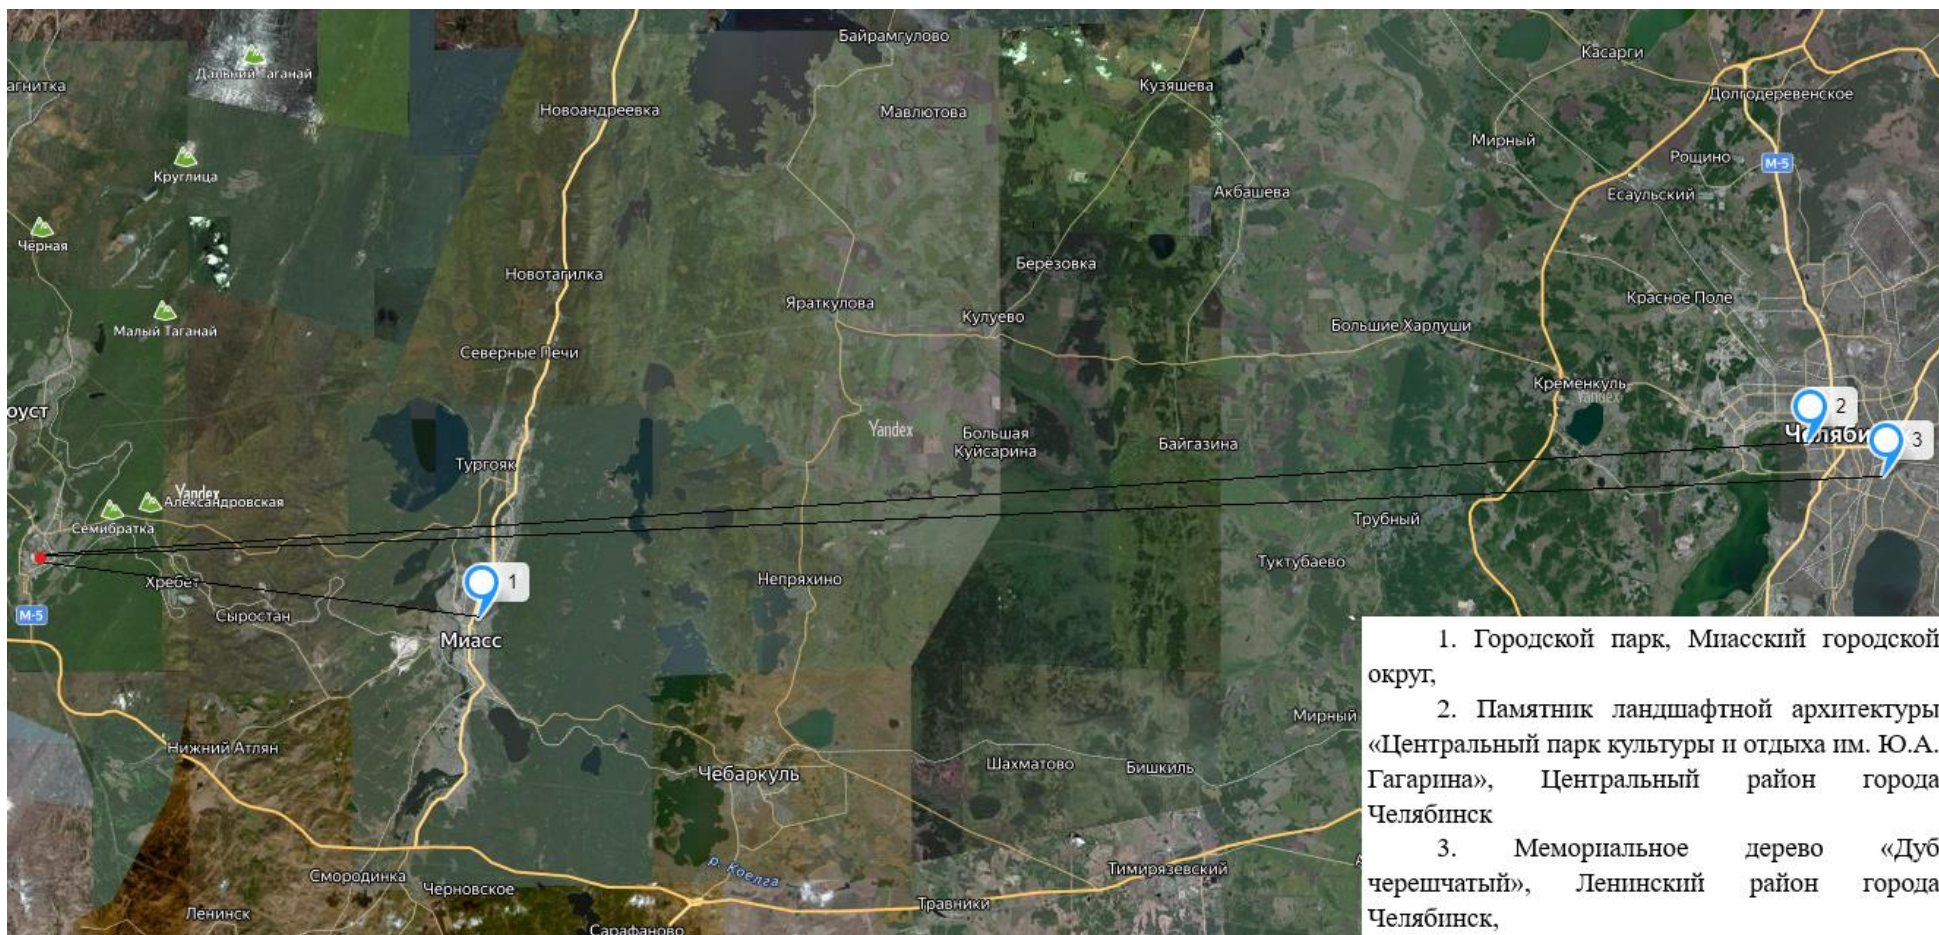 Байрамгулово
Касарги
Дальний Таганай
агнитка
Кузяшева
Долгодеревенское
Новоандреевка
Мавлютова
Мирный
Рощино
М-5
Круглица
Акбашева
Есаульский
Чёрная
Берёзовка
Новотагилка
Красное Поле
Яраткулова
Кулуево
Большие Харлуши
Малый Таганай
Северные Печи
Кременкуль
Yandex
оуст
2
Yandex
Большая
Куйсарина
Байгазина
Челяби
3
Тургояк
Yandex
Александровская
Семибратка
Трубный
Туктубаево
Хребет
1
Непряхино
М-5
Сыростан
Миасс
Мирный
Нижний Атлян
Чебаркуль
Шахматово
Бишкиль
Смородинка
Черновское
р. Коелга
Тимирязевский
Травники
Ленинск
Сарафаново
1. Городской парк, Миасский городской
округ,
2. Памятник ландшафтной архитектуры
«Центральный парк культуры и отдыха им. Ю.А.
Гагарина», Центральный район города
Челябинск
3. Мемориальное дерево «Дуб
черешчатый», Ленинский район города
Челябинск,